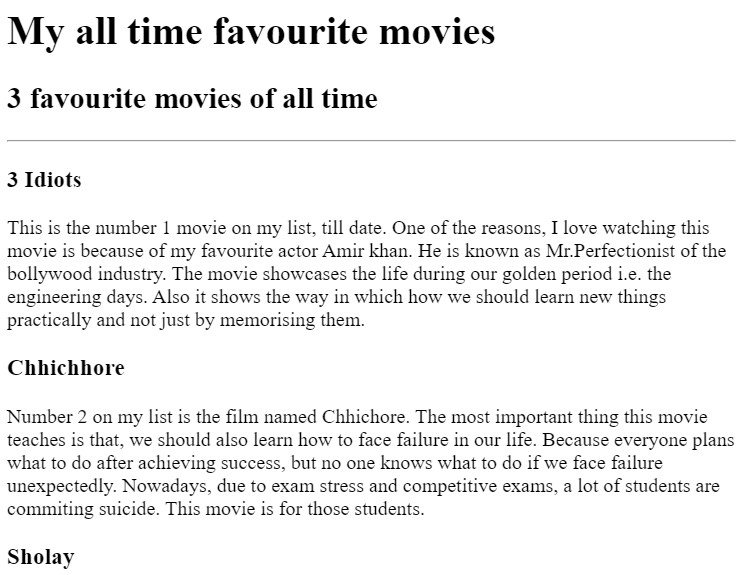 My all time favourite movies
3 favourite movies of all time
3 Idiots
This is the number 1 movie on my list, till date. One of the reasons, I love watching this
movie is because of my favourite actor Amir khan. He is known as Mr.Perfectionist of the
bollywood industry. The movie showcases the life during our golden period i.e. the
engineering days. Also it shows the way in which how we should learn new things
practically and not just by memorising them.
Chhichhore
Number 2 on my list is the film named Chhichore. The most important thing this movie
teaches is that, we should also learn how to face failure in our life. Because everyone plans
what to do after achieving success, but no one knows what to do if we face failure
unexpectedly. Nowadays, due to exam stress and competitive exams, a lot of students are
commiting suicide. This movie is for those students.
Sholay